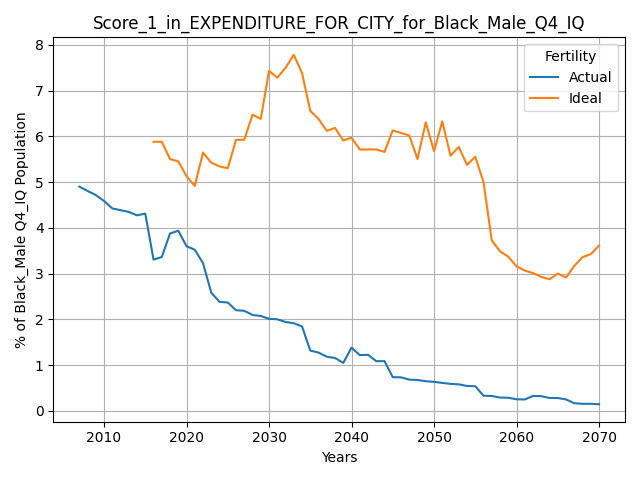 Score_1_in_EXPENDITURE_FOR_CITY_for_Black_Male_Q4_IQ
Fertility
Actual
Ideal
% of Black_Male Q4_IQ Population
8
7
6
5
4
3
2
1
0
2010 2020 2030 2040 2050 2060 2070
Years